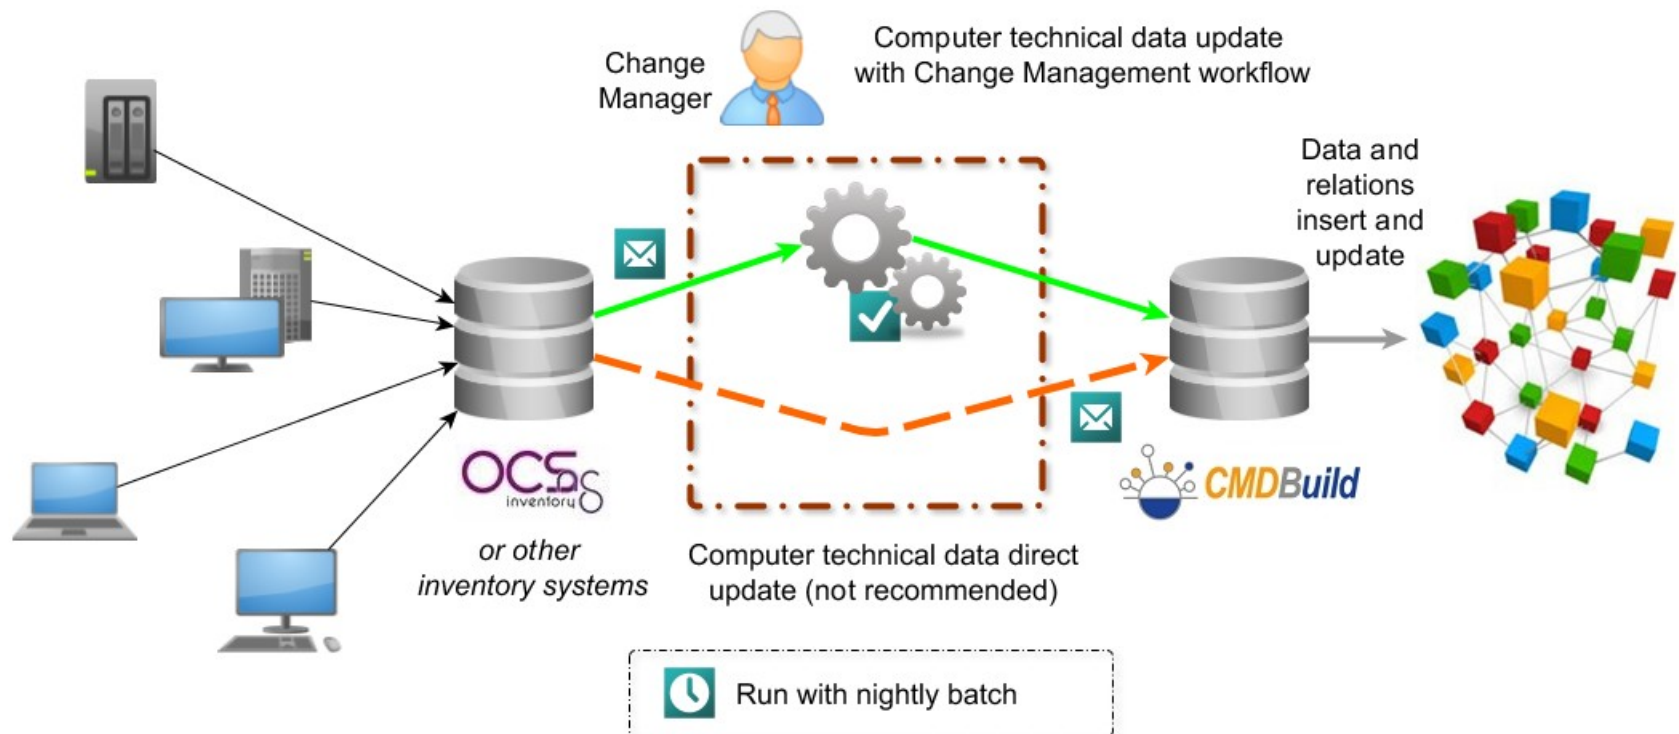 Change
Manager
Computer technical data update
with Change Management workflow
Data and
relations
insert and
update
OCSng
inventory
or other
inventory systems
CMDBuild
Computer technical data direct
update (not recommended)
Run with nightly batch